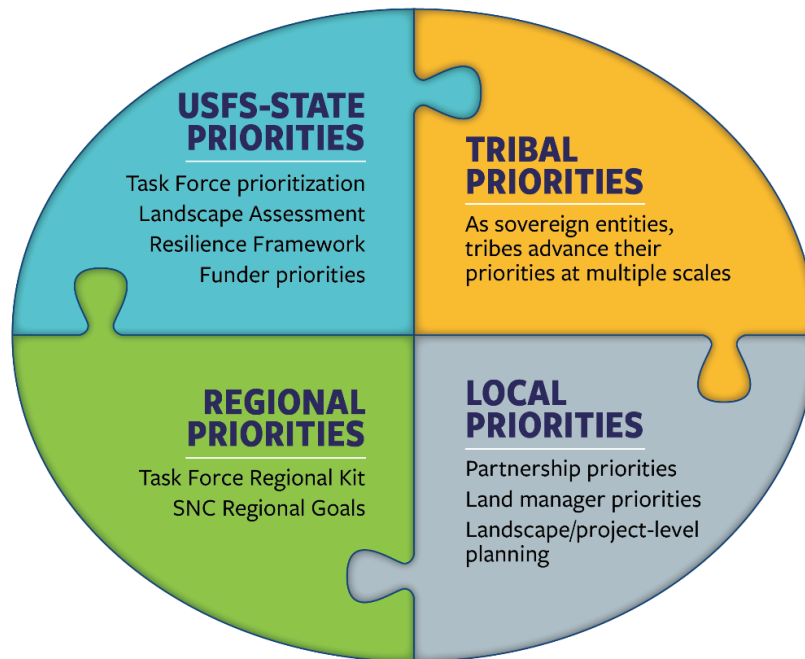 USFS-STATE
PRIORITIES
Task Force prioritization
Landscape Assessment
Resilience Framework
Funder priorities
TRIBAL
PRIORITIES
As sovereign entities,
tribes advance their
priorities at multiple scales
REGIONAL
PRIORITIES
Task Force Regional Kit
SNC Regional Goals
LOCAL
PRIORITIES
Partnership priorities
Land manager priorities
Landscape/project-level
planning